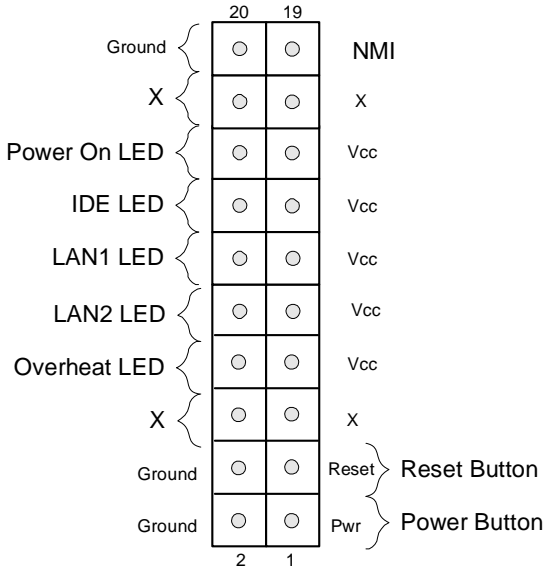 20 19
Ground NMI
X X
Power On LED Vcc
IDE LED Vcc
LAN1 LED Vcc
LAN2 LED Vcc
Overheat LED Vcc
X X
Ground Reset Reset Button
Ground Pwr Power Button
2 1